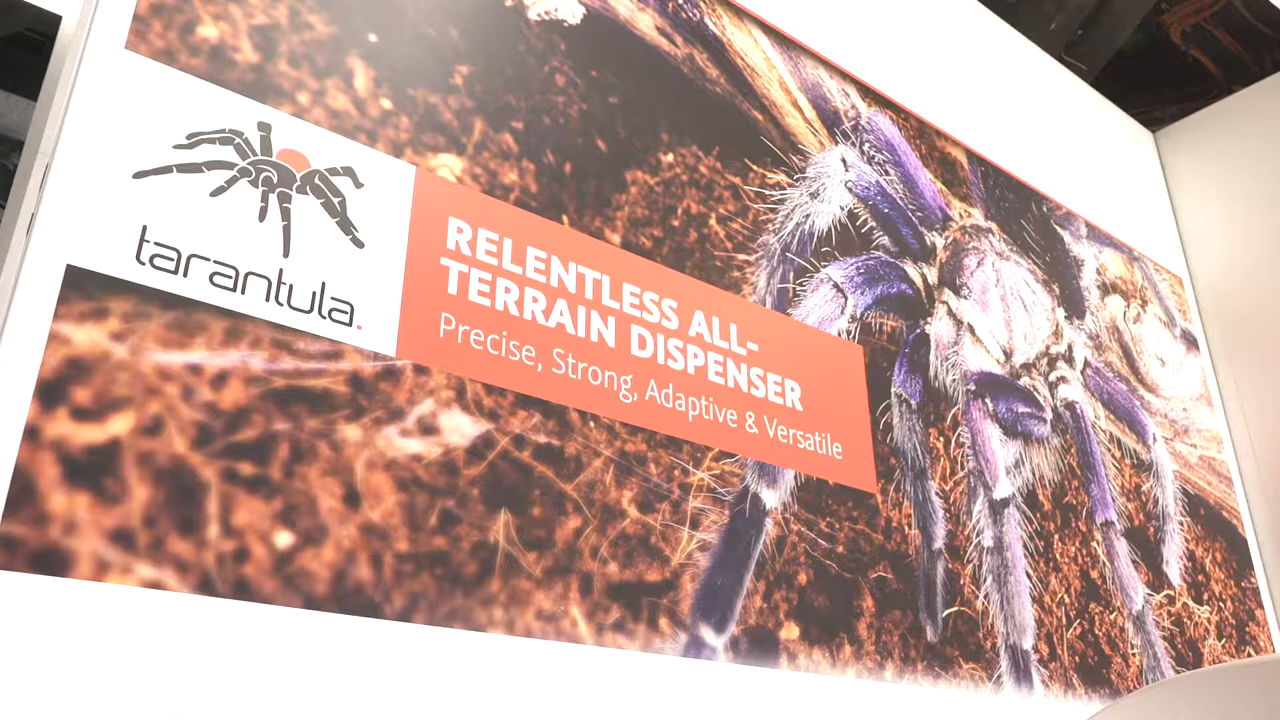 tarantula.
RELENTLESS ALL-
TERRAIN DISPENSER
Precise, Strong, Adaptive & Versatile